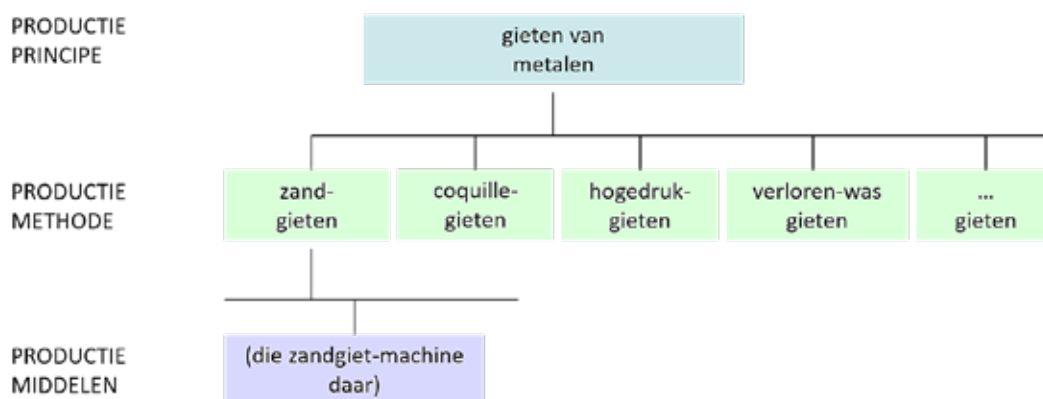 PRODUCTIE
PRINCIPE
gieten van
metalen
PRODUCTIE
METHODE
zand-
gieten
coquille-
gieten
hogedruk-
gieten
verloren-was
gieten
...
gieten
PRODUCTIE
MIDDELEN
(die zandgiet-machine
daar)